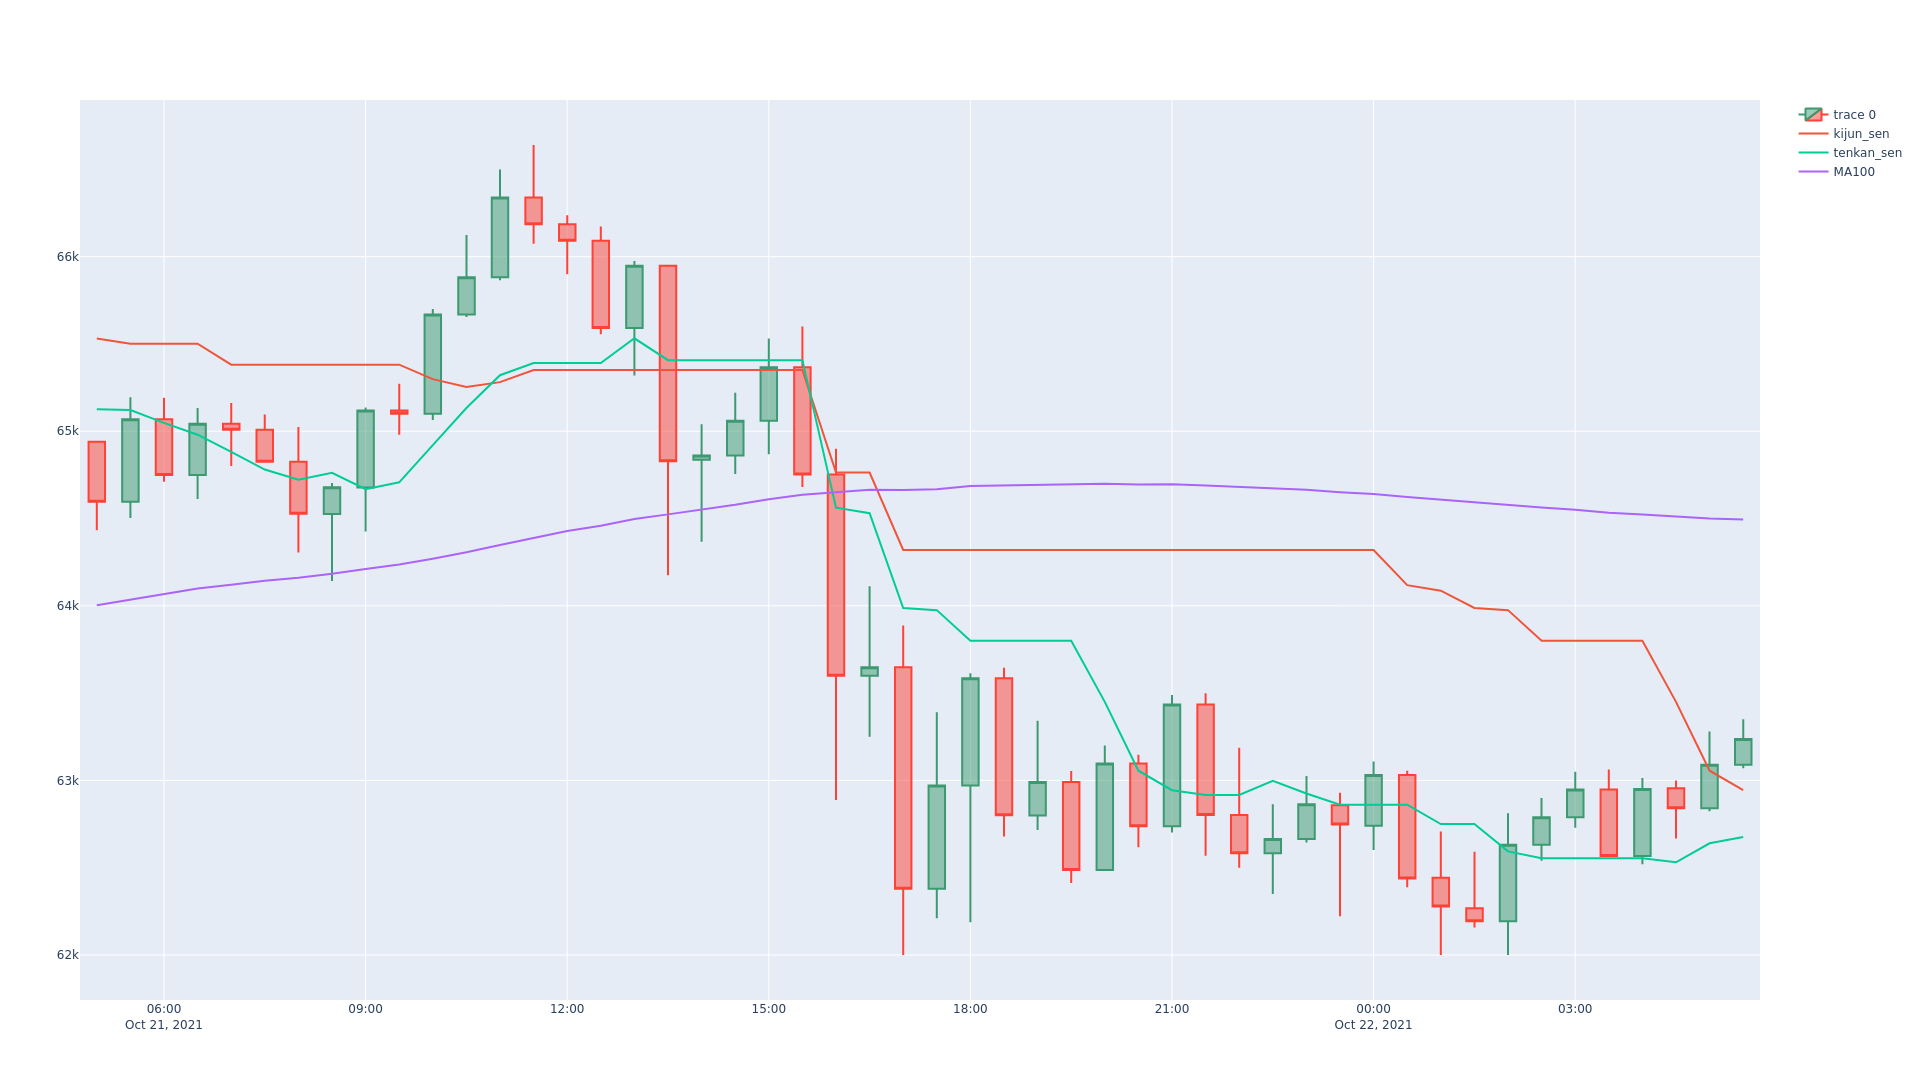 trace 0
kijun_sen
tenkan_sen
MA100
66k
65k
64k
63k
62k
06:00 09:00 12:00 15:00 18:00 21:00 00:00 03:00
Oct 21, 2021 Oct 22, 2021